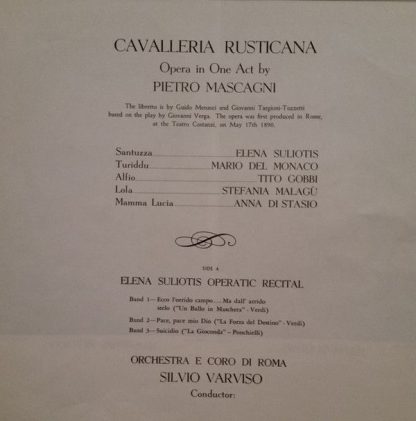 CAVALLERIA RUSTICANA
Opera in One Act by
PIETRO MASCAGNI
The libretto is by Guido Menasci and Giovanni Targioni-Tozzetti
based on the play by Giovanni Verga. The opera was first produced in Rome,
at the Teatro Costanzi, on May 17th 1890.
Santuzza ELENA SULIOTIS
Turiddu MARIO DEL MONACO
Alfio TITO GOBBI
Lola STEFANIA MALAGÙ
Mamma Lucia ANNA DI STASIO
SIDE 4
ELENA SULIOTIS OPERATIC RECITAL
Band 1—Ecco l'orrido campo ... Ma dall' arrido
stelo ("Un Ballo in Maschera" - Verdi)
Band 2—Pace, pace mio Dio ("La Forza del Destino" - Verdi)
Band 3—Suicidio ("La Gioconda" - Ponchielli)
ORCHESTRA E CORO DI ROMA
SILVIO VARVISO
Conductor: